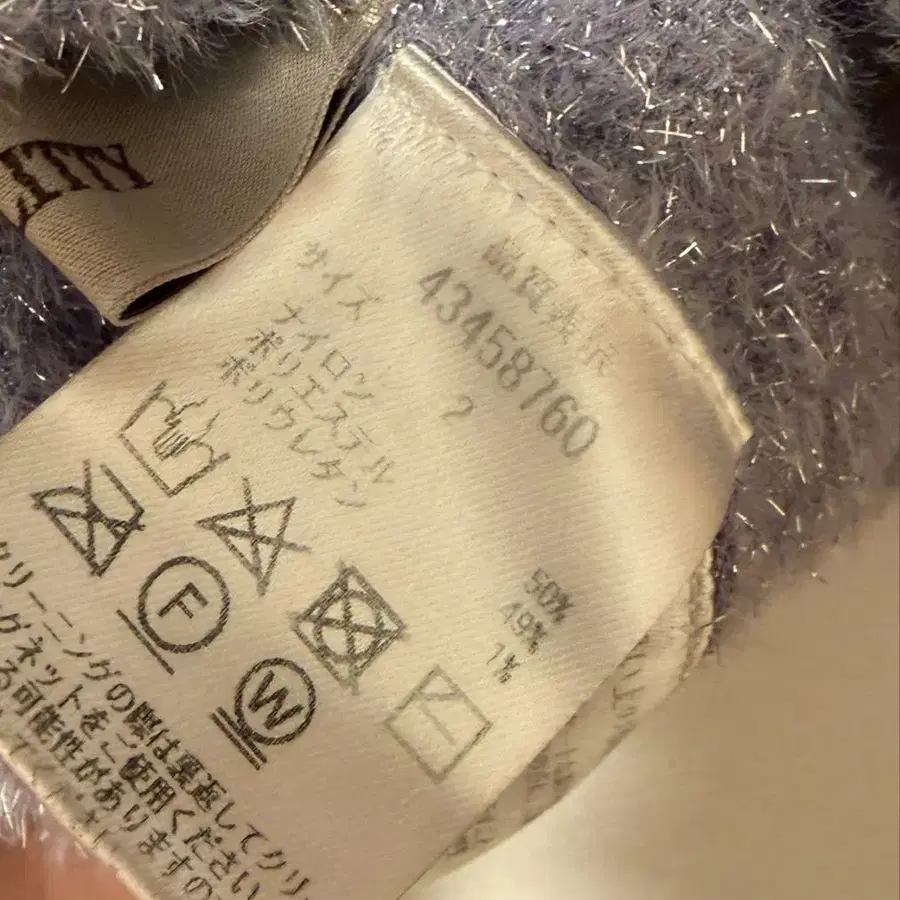 品質表示
43458760
サイズ 2
ナイロン 50%
ポリエステル 49%
ポリウレタン 1%
F
W
クリーニングの際は裏返してクリ
グネットをご使用ください
る可能性がありますの